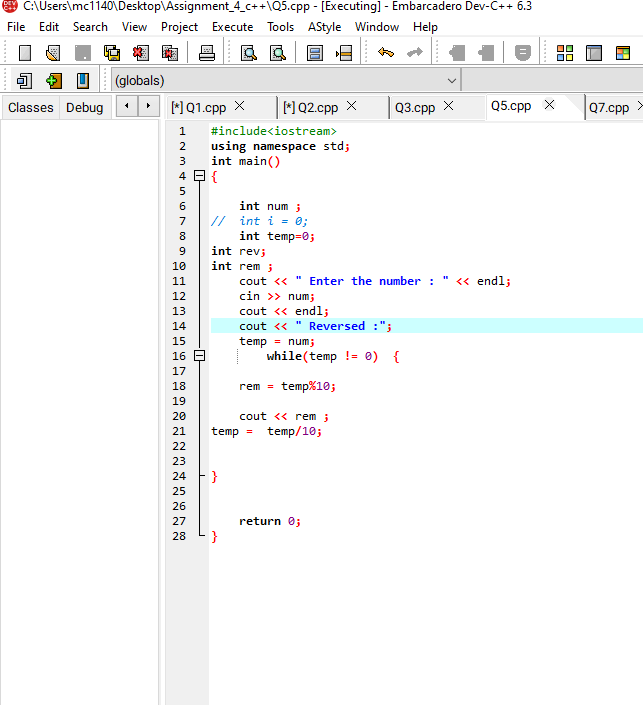 C:\Users\mc1140\Desktop\Assignment_4_c++\Q5.cpp - [Executing] - Embarcadero Dev-C++ 6.3
File Edit Search View Project Execute Tools AStyle Window Help
(globals)
Classes Debug [*] Q1.cpp [*] Q2.cpp Q3.cpp Q5.cpp Q7.cpp
1 #include<iostream>
2 using namespace std;
3 int main()
4 {
5
6 int num ;
7 // int i = 0;
8 int temp=0;
9 int rev;
10 int rem ;
11 cout << " Enter the number : " << endl;
12 cin >> num;
13 cout << endl;
14 cout << " Reversed :";
15 temp = num;
16 while(temp != 0) {
17
18 rem = temp%10;
19
20 cout << rem ;
21 temp = temp/10;
22
23
24 }
25
26
27 return 0;
28 }